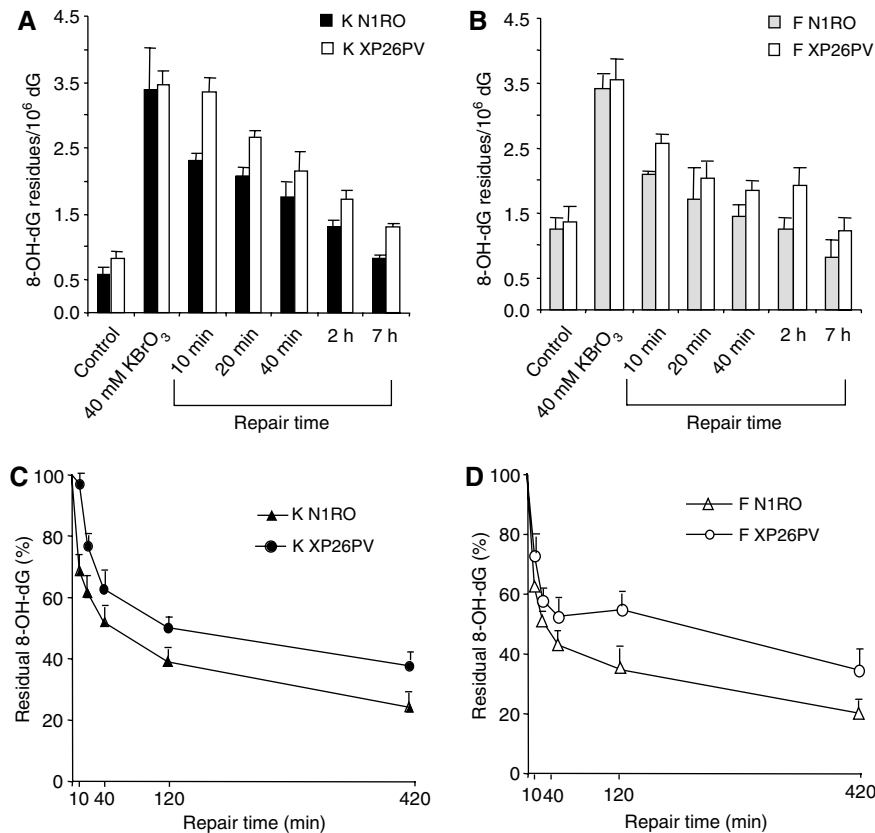 A
K N1RO
K XP26PV
8-OH-dG residues/10⁶ dG
4.5
3.5
2.5
1.5
0.5
0.0
Control
40 mM KBrO₃
10 min
20 min
40 min
2 h
7 h
Repair time
B
F N1RO
F XP26PV
8-OH-dG residues/10⁶ dG
4.5
3.5
2.5
1.5
0.5
0.0
Control
40 mM KBrO₃
10 min
20 min
40 min
2 h
7 h
Repair time
C
K N1RO
K XP26PV
Residual 8-OH-dG (%)
100
80
60
40
20
0
10 40 120 420
Repair time (min)
D
F N1RO
F XP26PV
Residual 8-OH-dG (%)
100
80
60
40
20
0
10 40 120 420
Repair time (min)